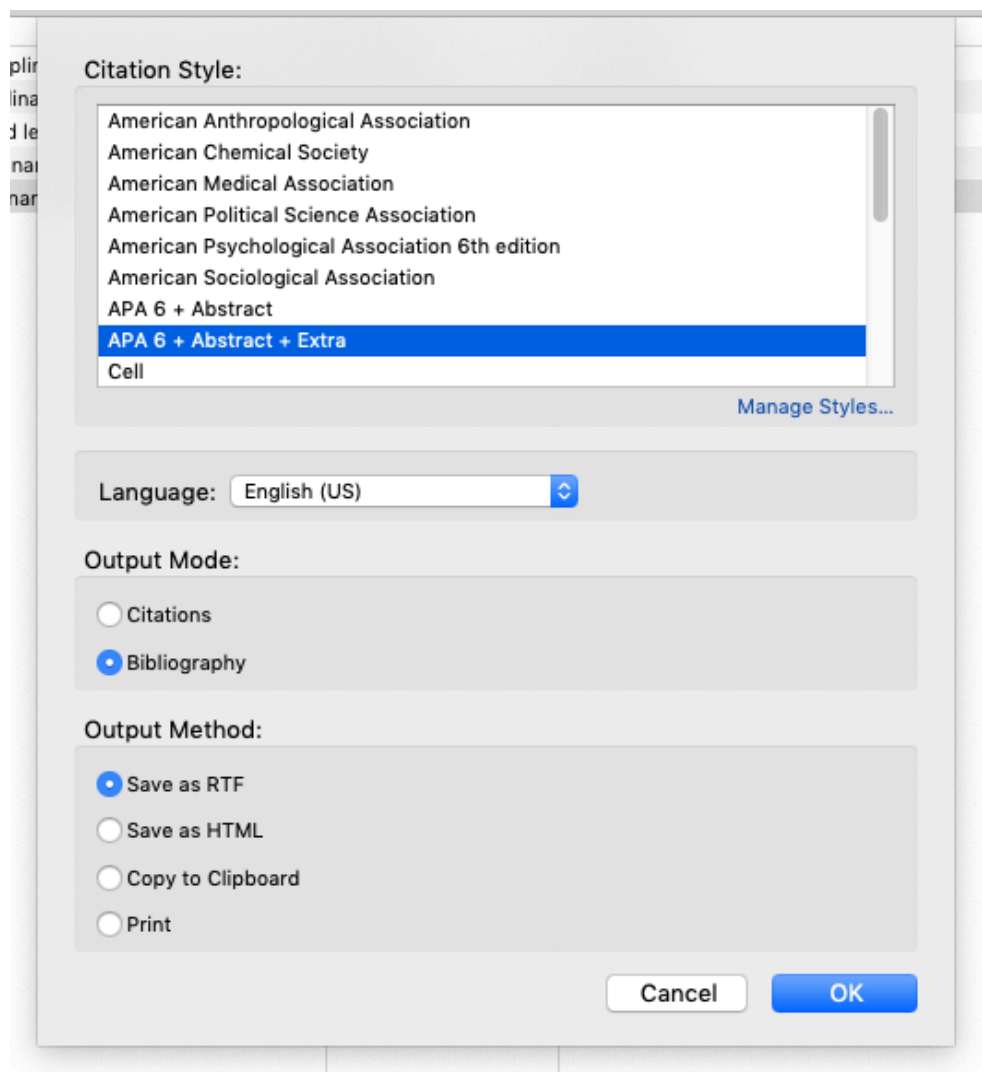 Citation Style:
American Anthropological Association
American Chemical Society
American Medical Association
American Political Science Association
American Psychological Association 6th edition
American Sociological Association
APA 6 + Abstract
APA 6 + Abstract + Extra
Cell
Manage Styles...
Language: English (US)
Output Mode:
Citations
Bibliography
Output Method:
Save as RTF
Save as HTML
Copy to Clipboard
Print
Cancel OK